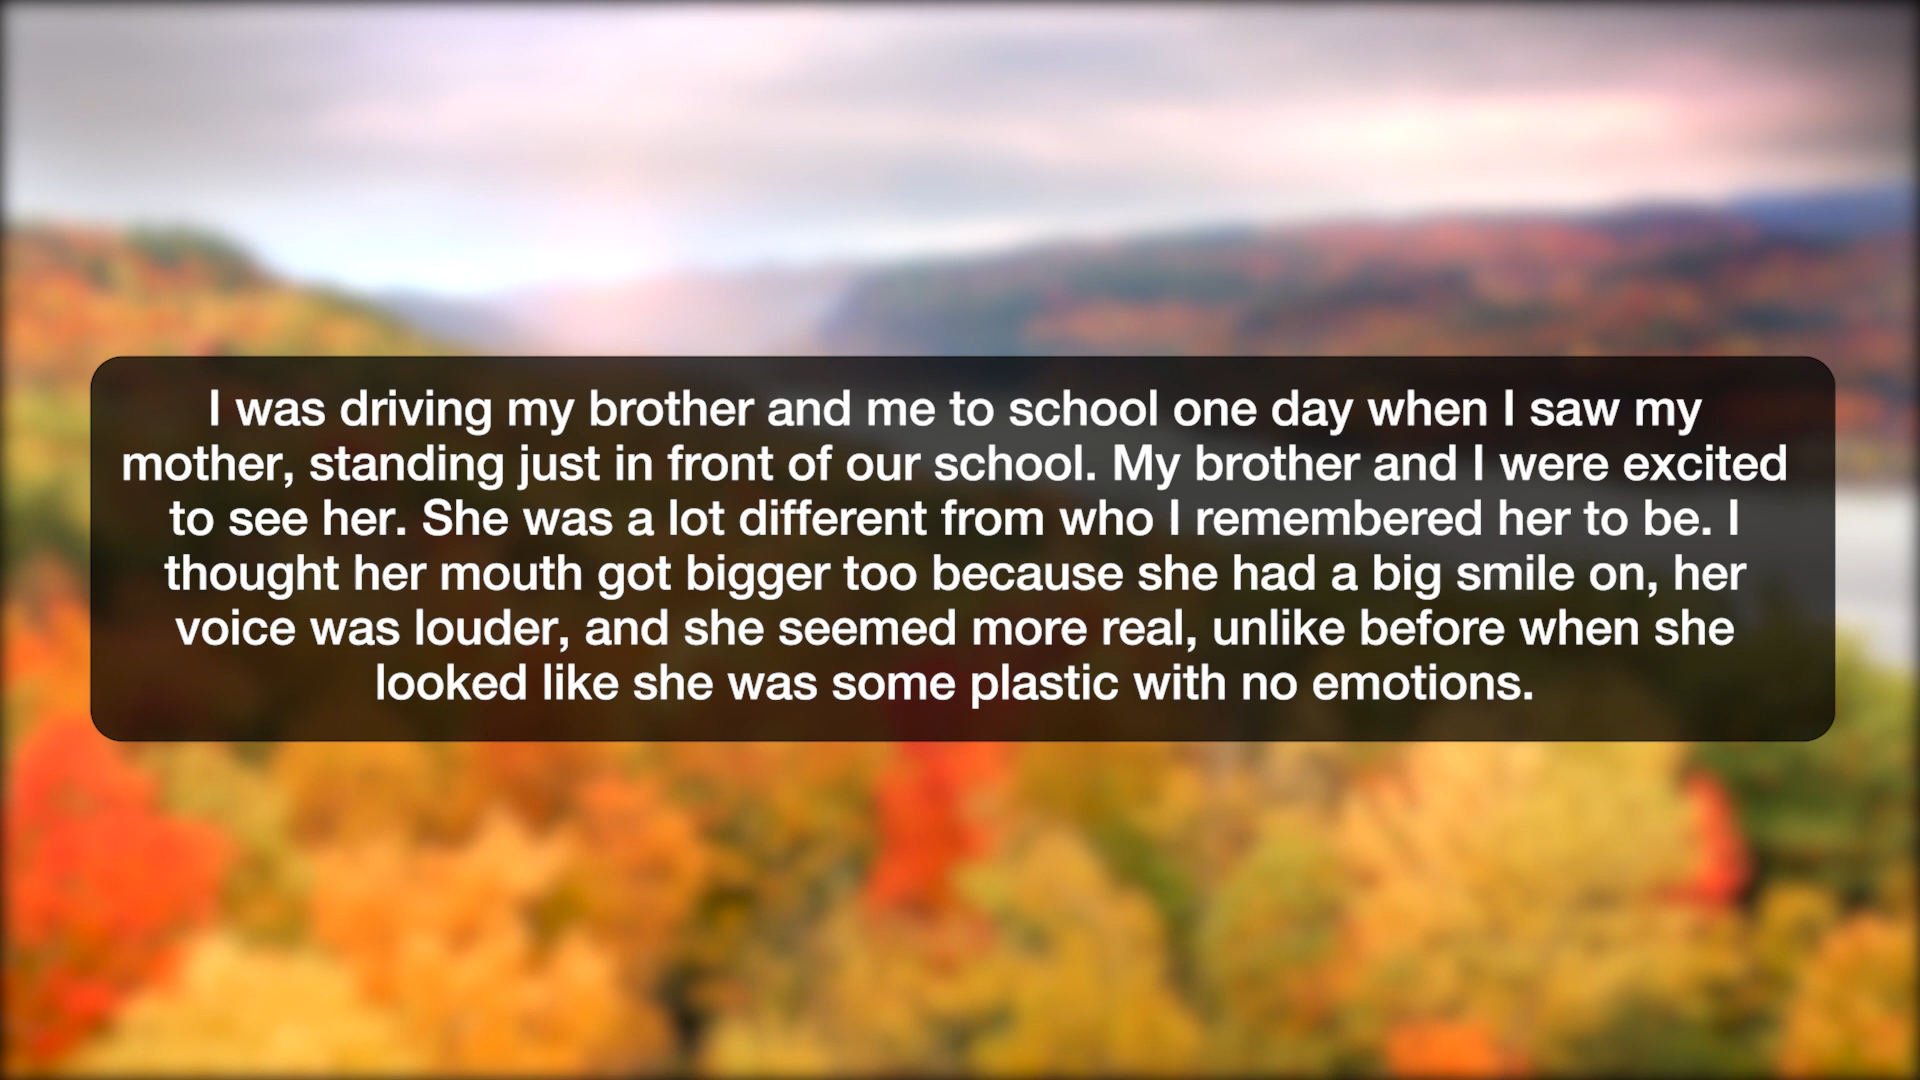 I was driving my brother and me to school one day when I saw my
mother, standing just in front of our school. My brother and I were excited
to see her. She was a lot different from who I remembered her to be. I
thought her mouth got bigger too because she had a big smile on, her
voice was louder, and she seemed more real, unlike before when she
looked like she was some plastic with no emotions.